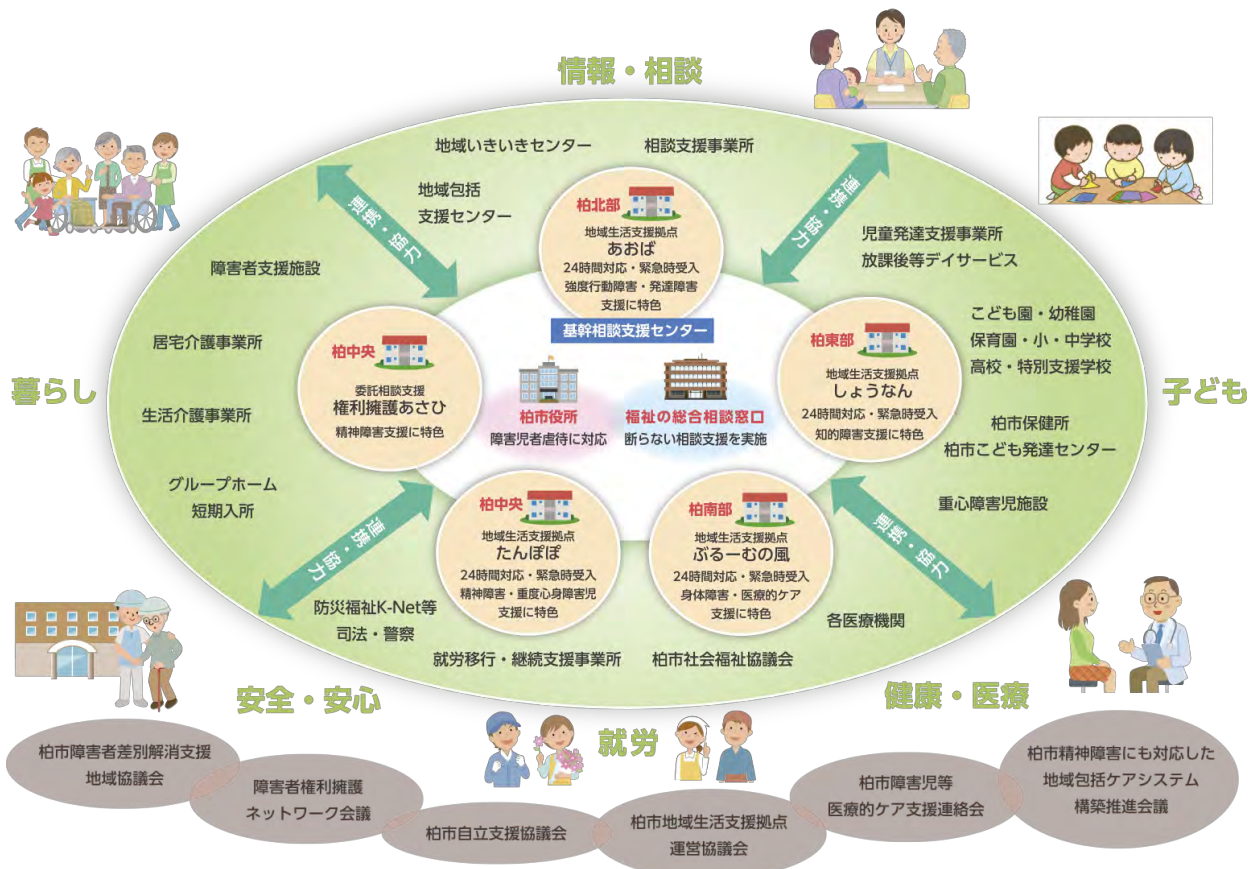 情報・相談
地域いきいきセンター
相談支援事業所
地域包括
支援センター
連携・協力
連携・協力
柏北部
地域生活支援拠点
あおば
24時間対応・緊急時受入
強度行動障害・発達障害
支援に特色
児童発達支援事業所
放課後等デイサービス
障害者支援施設
居宅介護事業所
生活介護事業所
グループホーム
短期入所
暮らし
基幹相談支援センター
柏中央
委託相談支援
権利擁護あさひ
精神障害支援に特色
柏市役所
障害児者虐待に対応
福祉の総合相談窓口
断らない相談支援を実施
柏東部
地域生活支援拠点
しょうなん
24時間対応・緊急時受入
知的障害支援に特色
こども園・幼稚園
保育園・小・中学校
高校・特別支援学校
子ども
柏市保健所
柏市こども発達センター
重心障害児施設
連携・協力
柏中央
地域生活支援拠点
たんぽぽ
24時間対応・緊急時受入
精神障害・重度心身障害児
支援に特色
柏南部
地域生活支援拠点
ぶるーむの風
24時間対応・緊急時受入
身体障害・医療的ケア
支援に特色
連携・協力
防災福祉K-Net等
司法・警察
就労移行・継続支援事業所
柏市社会福祉協議会
各医療機関
安全・安心
就労
健康・医療
柏市障害者差別解消支援
地域協議会
障害者権利擁護
ネットワーク会議
柏市自立支援協議会
柏市地域生活支援拠点
運営協議会
柏市障害児等
医療的ケア支援連絡会
柏市精神障害にも対応した
地域包括ケアシステム
構築推進会議